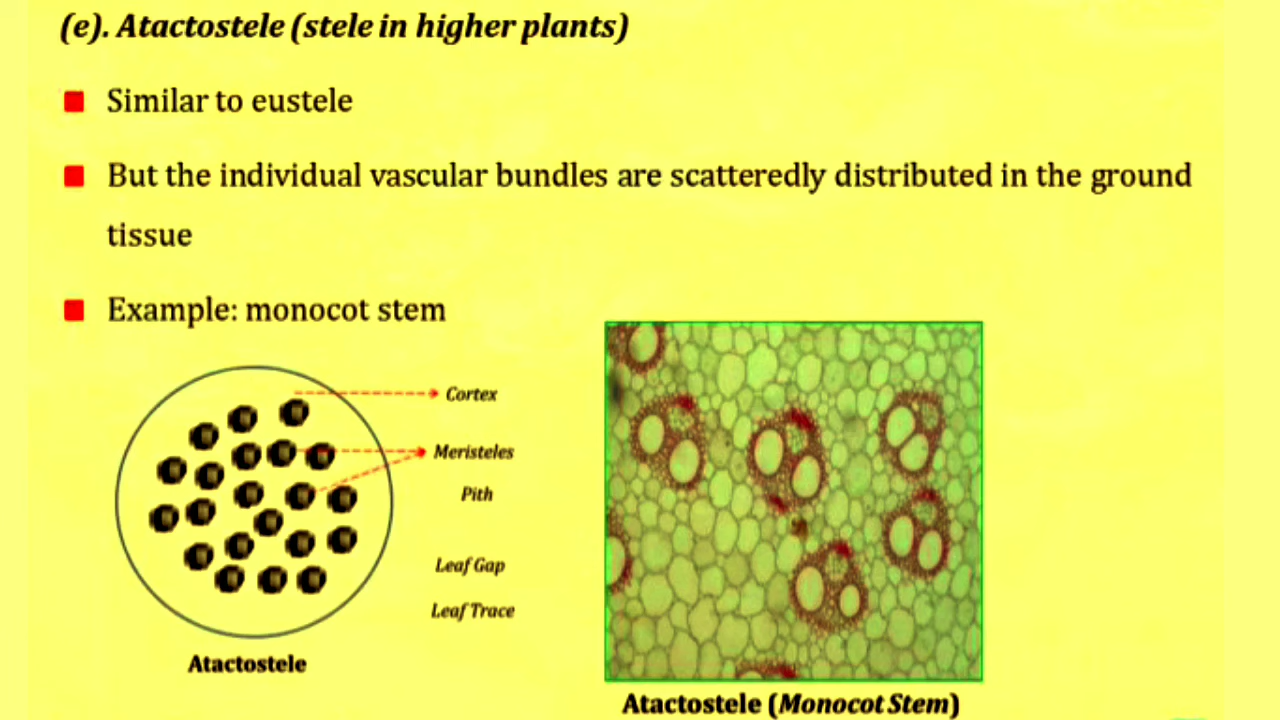 (e). Atactostele (stele in higher plants)
Similar to eustele
But the individual vascular bundles are scatteredly distributed in the ground
tissue
Example: monocot stem
Cortex
Meristeles
Pith
Leaf Gap
Leaf Trace
Atactostele
Atactostele (Monocot Stem)